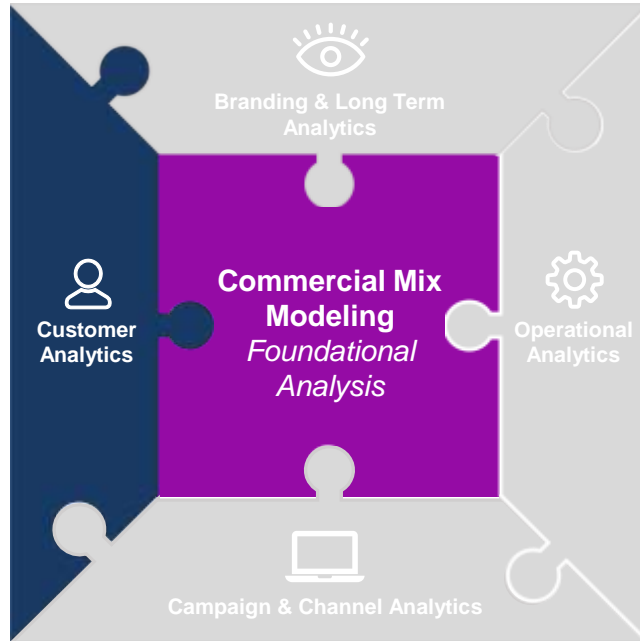 Branding & Long Term
Analytics
Commercial Mix
Modeling
Foundational
Analysis
Customer
Analytics
Operational
Analytics
Campaign & Channel Analytics